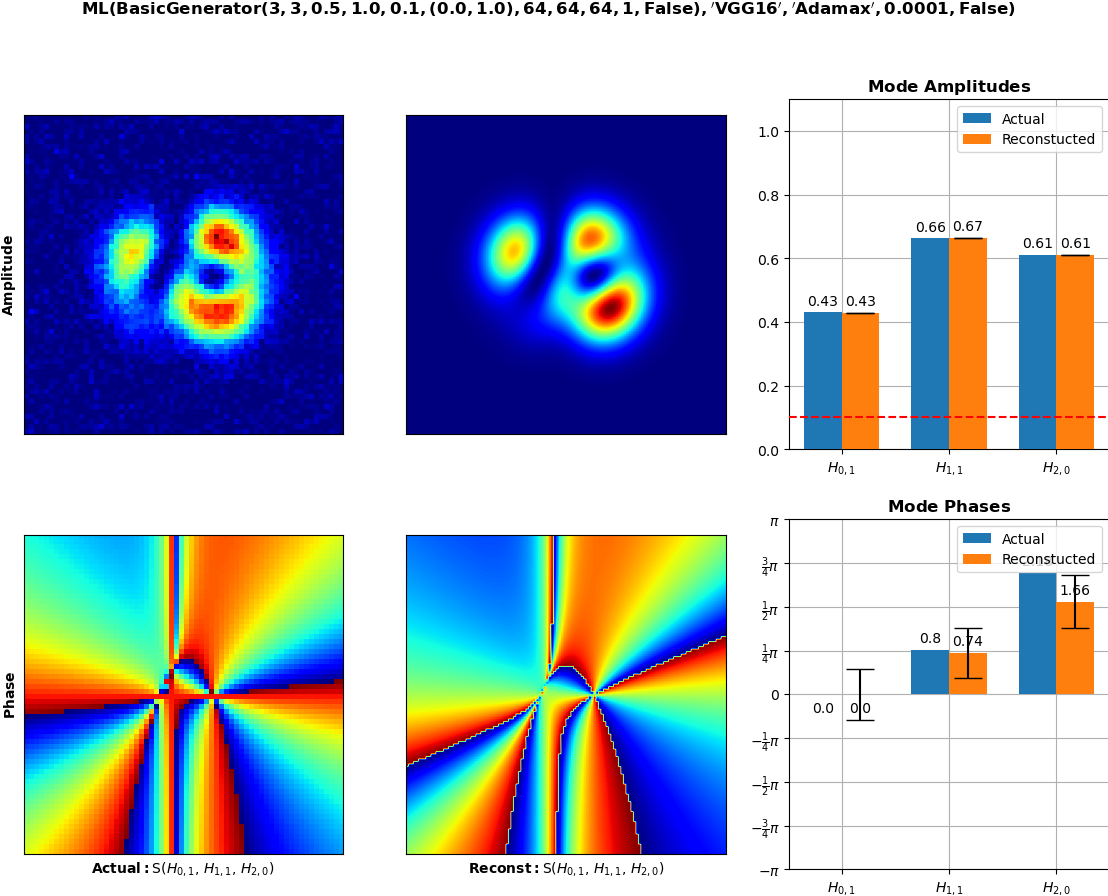 ML(BasicGenerator(3, 3, 0.5, 1.0, 0.1, (0.0, 1.0), 64, 64, 64, 1, False), ′VGG16′, ′Adamax′, 0.0001, False)
Mode Amplitudes
Amplitude
1.0
0.8
0.6
0.4
0.2
0.0
Actual
Reconstucted
0.43
0.43
0.66
0.67
0.61
0.61
H0, 1
H1, 1
H2, 0
Mode Phases
Phase
π
3/4π
1/2π
1/4π
0
−1/4π
−1/2π
−3/4π
−π
Actual
Reconstucted
0.0
0.0
0.8
0.74
1.66
H0, 1
H1, 1
H2, 0
Actual: S(H0, 1, H1, 1, H2, 0)
Reconst: S(H0, 1, H1, 1, H2, 0)